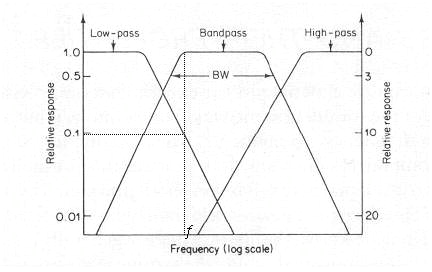 Low-pass
Bandpass
High-pass
1.0
0.5
0.1
0.01
Relative response
BW
0
3
10
20
Relative response
f
Frequency (log scale)